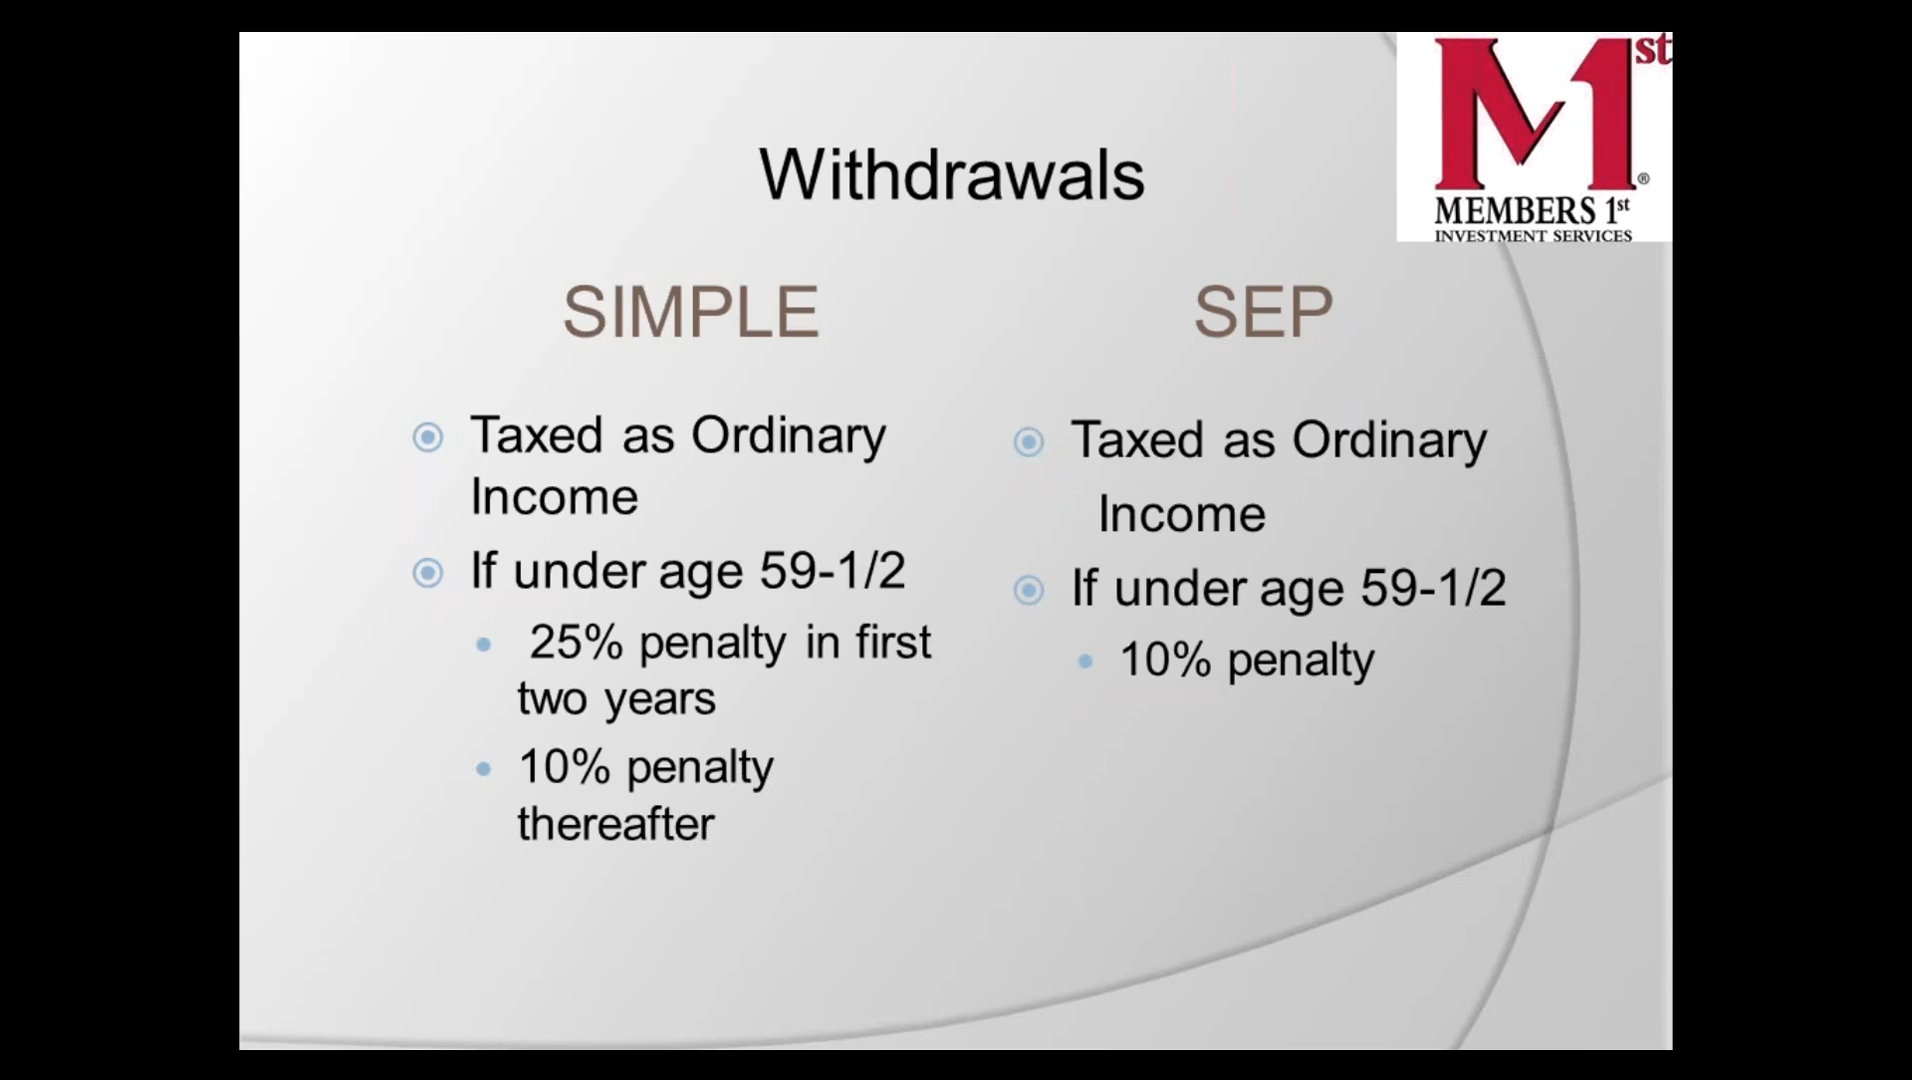 Withdrawals
M1st®
MEMBERS 1st
INVESTMENT SERVICES
SIMPLE
Taxed as Ordinary
Income
If under age 59-1/2
25% penalty in first
two years
10% penalty
thereafter
SEP
Taxed as Ordinary
Income
If under age 59-1/2
10% penalty